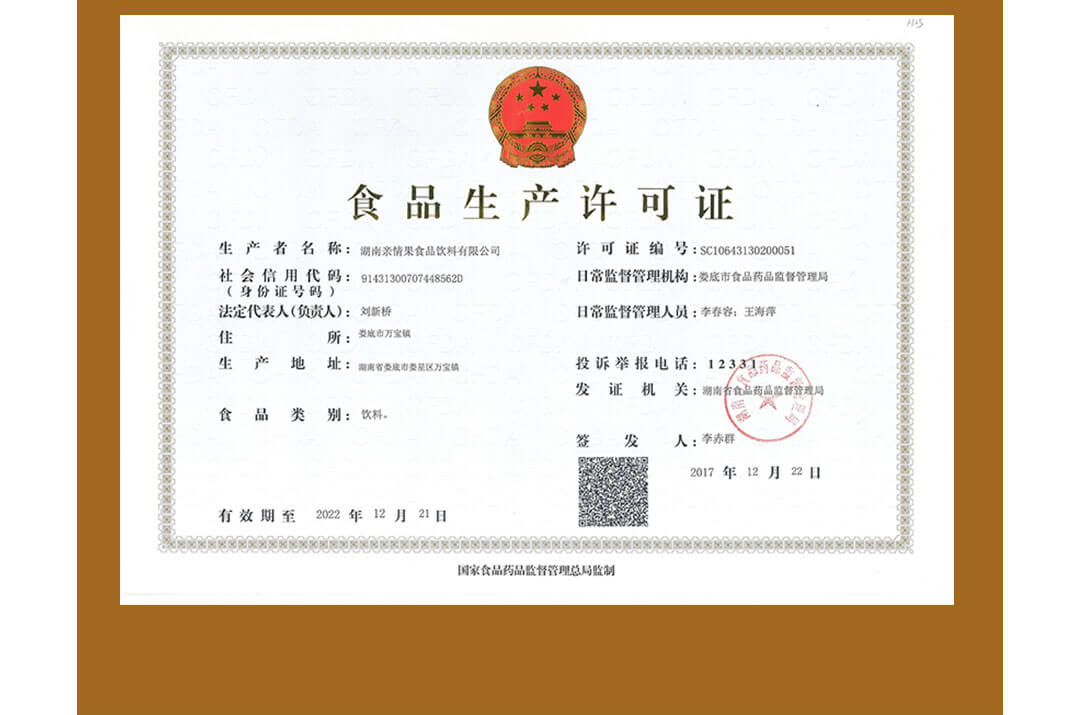 食品生产许可证
生产者名称：湖南亲情果食品饮料有限公司
社会信用代码：91431300707448562D
（身份证号码）
法定代表人(负责人)：刘新桥
住所：娄底市万宝镇
生产地址：湖南省娄底市娄星区万宝镇
食品类别：饮料。
有效期至 2022 年 12 月 21 日
许可证编号：SC10643130200051
日常监督管理机构：娄底市食品药品监督管理局
日常监督管理人员：李春容；王海萍
投诉举报电话：12331
发证机关：湖南省食品药品监督管理局
签发人：李赤群
2017 年 12 月 22 日
国家食品药品监督管理总局监制